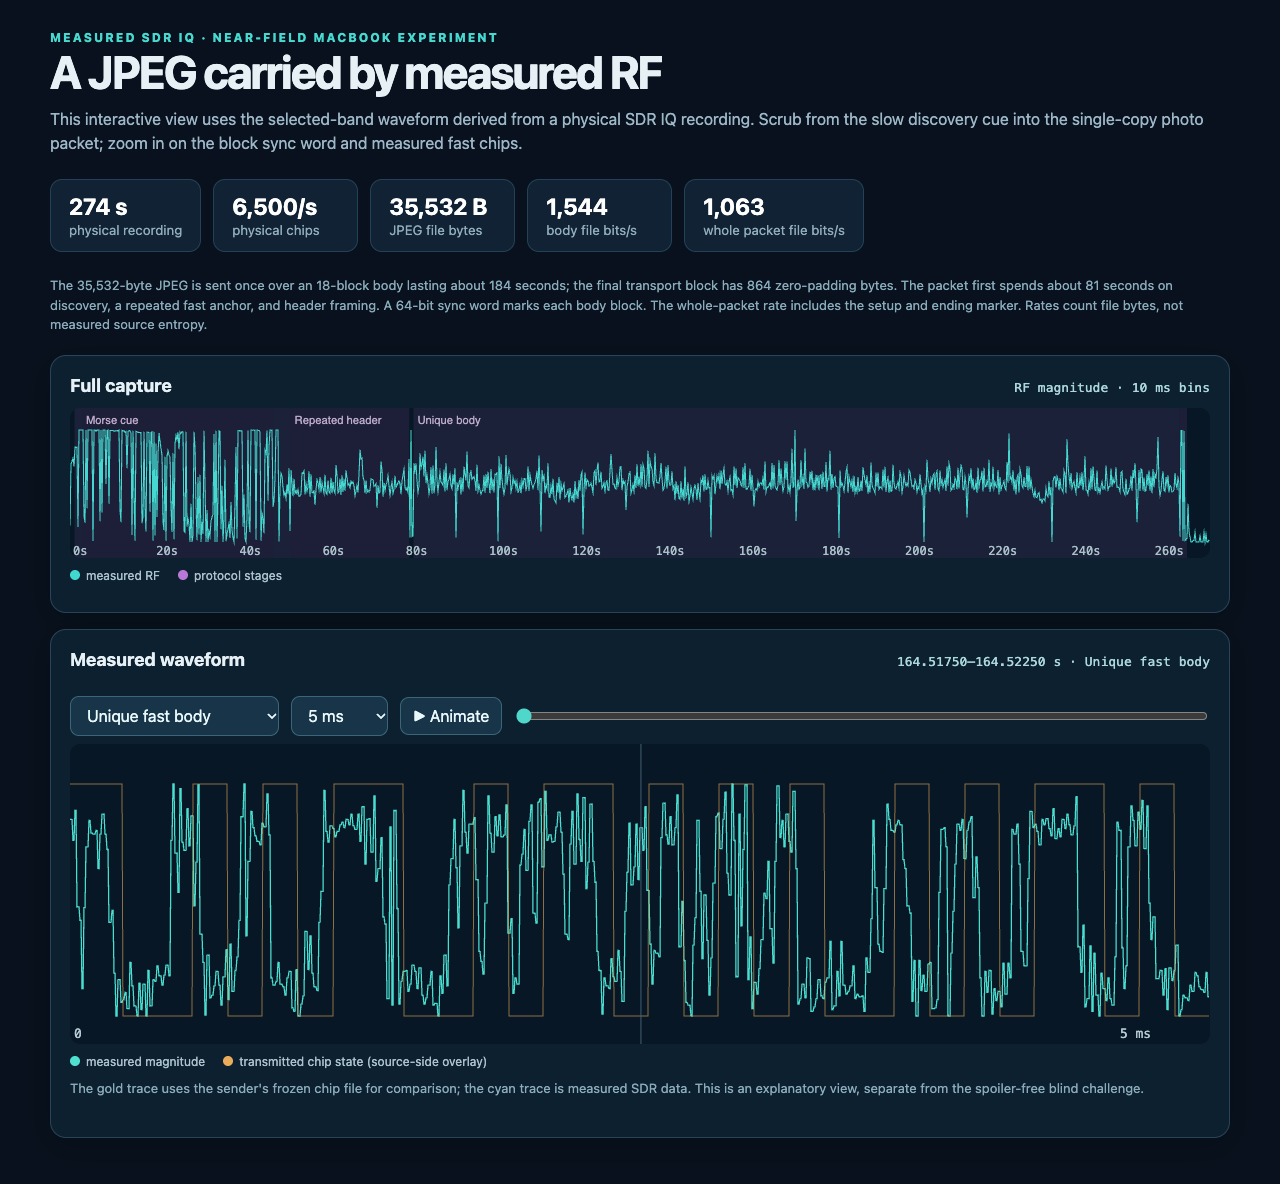 MEASURED SDR IQ · NEAR-FIELD MACBOOK EXPERIMENT
A JPEG carried by measured RF
This interactive view uses the selected-band waveform derived from a physical SDR IQ recording. Scrub from the slow discovery cue into the single-copy photo
packet; zoom in on the block sync word and measured fast chips.
274 s
physical recording
6,500/s
physical chips
35,532 B
JPEG file bytes
1,544
body file bits/s
1,063
whole packet file bits/s
The 35,532-byte JPEG is sent once over an 18-block body lasting about 184 seconds; the final transport block has 864 zero-padding bytes. The packet first spends about 81 seconds on
discovery, a repeated fast anchor, and header framing. A 64-bit sync word marks each body block. The whole-packet rate includes the setup and ending marker. Rates count file bytes, not
measured source entropy.
Full capture
RF magnitude · 10 ms bins
Morse cue
Repeated header
Unique body
0s 20s 40s 60s 80s 100s 120s 140s 160s 180s 200s 220s 240s 260s
measured RF
protocol stages
Measured waveform
164.51750–164.52250 s · Unique fast body
Unique fast body
5 ms
▶ Animate
0
5 ms
measured magnitude
transmitted chip state (source-side overlay)
The gold trace uses the sender's frozen chip file for comparison; the cyan trace is measured SDR data. This is an explanatory view, separate from the spoiler-free blind challenge.